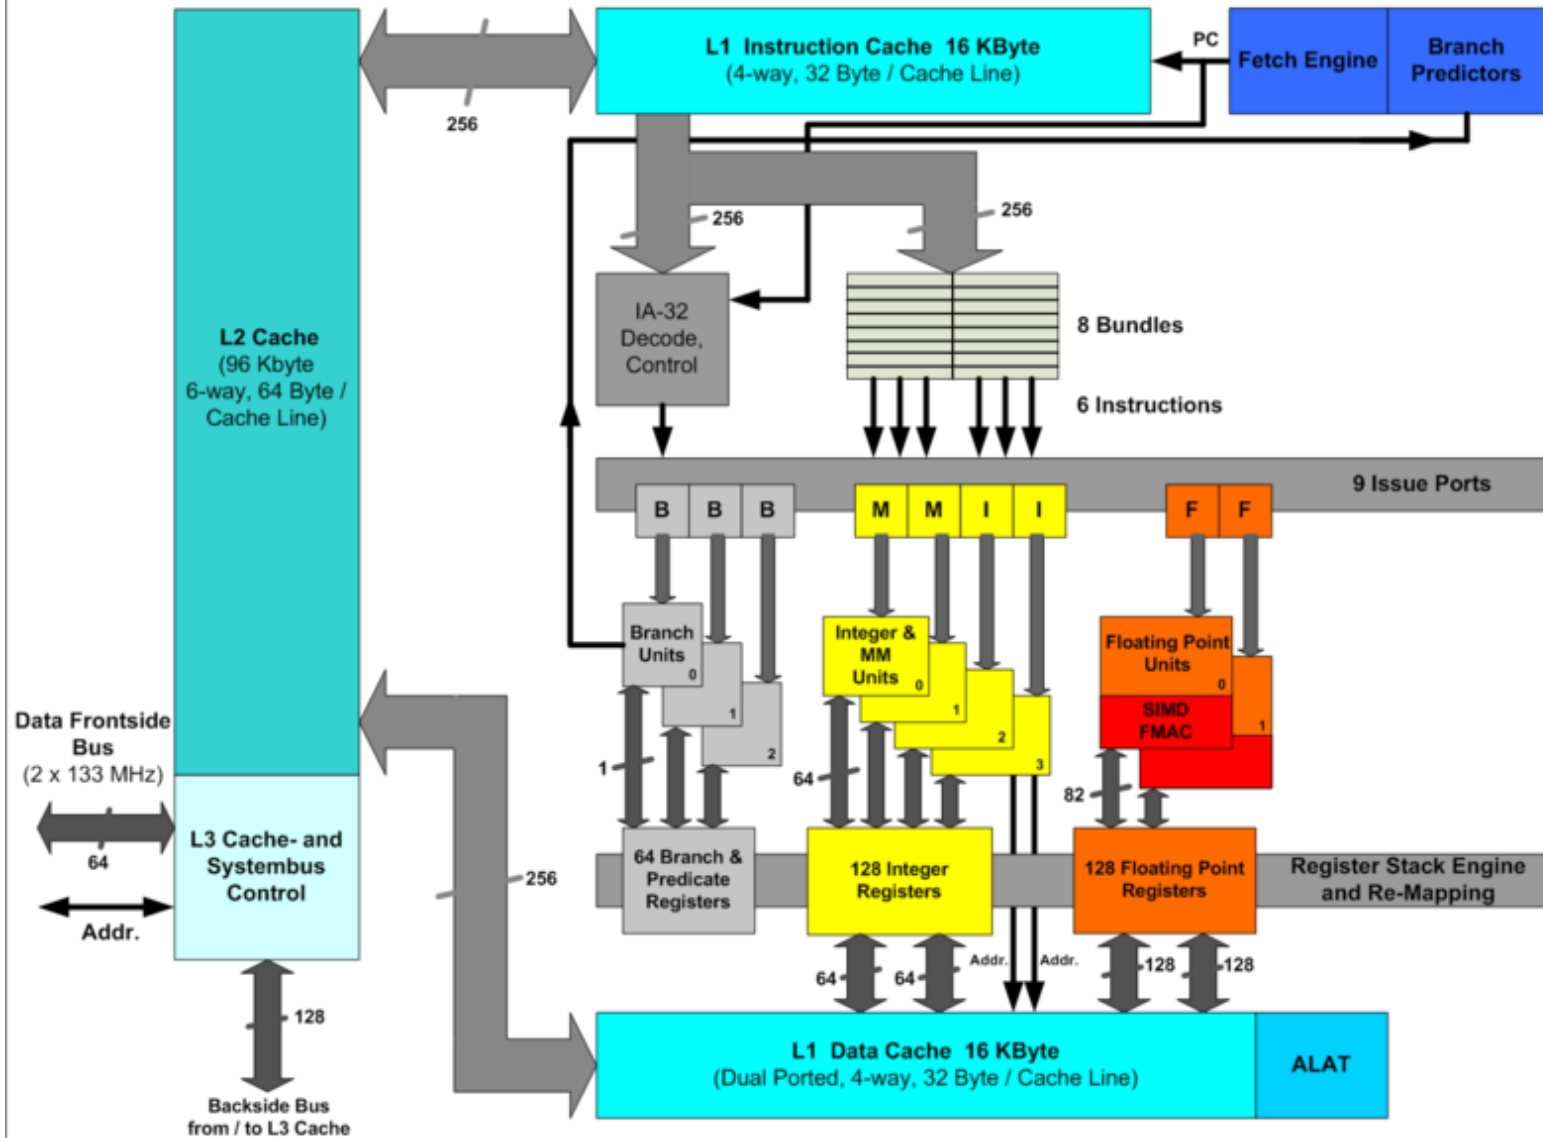 L1 Instruction Cache 16 KByte
(4-way, 32 Byte / Cache Line)
PC
Fetch Engine
Branch
Predictors
256
256
256
L2 Cache
(96 Kbyte
6-way, 64 Byte /
Cache Line)
IA-32
Decode,
Control
8 Bundles
6 Instructions
9 Issue Ports
B
B
B
M
M
I
I
F
F
Branch
Units
0
1
2
Integer &
MM
Units
0
1
2
3
Floating Point
Units
0
SIMD
FMAC
1
Data Frontside
Bus
(2 x 133 MHz)
64
Addr.
1
64
82
L3 Cache- and
Systembus
Control
256
64 Branch &
Predicate
Registers
128 Integer
Registers
128 Floating Point
Registers
Register Stack Engine
and Re-Mapping
64
64
Addr.
Addr.
128
128
128
L1 Data Cache 16 KByte
(Dual Ported, 4-way, 32 Byte / Cache Line)
ALAT
Backside Bus
from / to L3 Cache